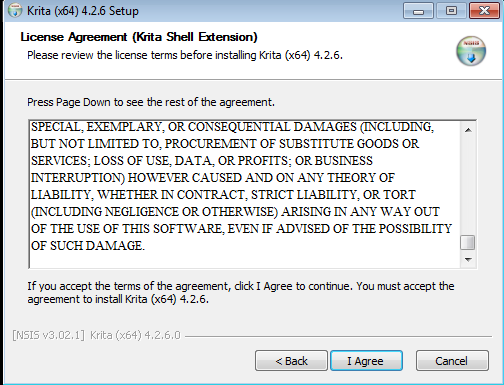 Krita (x64) 4.2.6 Setup
License Agreement (Krita Shell Extension)
Please review the license terms before installing Krita (x64) 4.2.6.
NSIS
Press Page Down to see the rest of the agreement.
SPECIAL, EXEMPLARY, OR CONSEQUENTIAL DAMAGES (INCLUDING,
BUT NOT LIMITED TO, PROCUREMENT OF SUBSTITUTE GOODS OR
SERVICES; LOSS OF USE, DATA, OR PROFITS; OR BUSINESS
INTERRUPTION) HOWEVER CAUSED AND ON ANY THEORY OF
LIABILITY, WHETHER IN CONTRACT, STRICT LIABILITY, OR TORT
(INCLUDING NEGLIGENCE OR OTHERWISE) ARISING IN ANY WAY OUT
OF THE USE OF THIS SOFTWARE, EVEN IF ADVISED OF THE POSSIBILITY
OF SUCH DAMAGE.
If you accept the terms of the agreement, click I Agree to continue. You must accept the
agreement to install Krita (x64) 4.2.6.
[NSIS v3.02.1] Krita (x64) 4.2.6.0
< Back I Agree Cancel